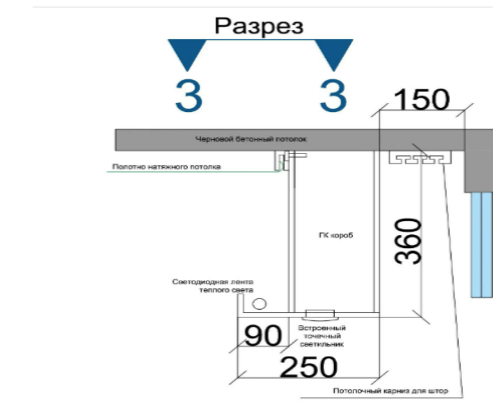 Разрез
3 3
150
Черновой бетонный потолок
Полотно натяжного потолка
ГК короб
360
Светодиодная лента
теплого света
Встроенный
точечный
светильник
90
250
Потолочный карниз для штор